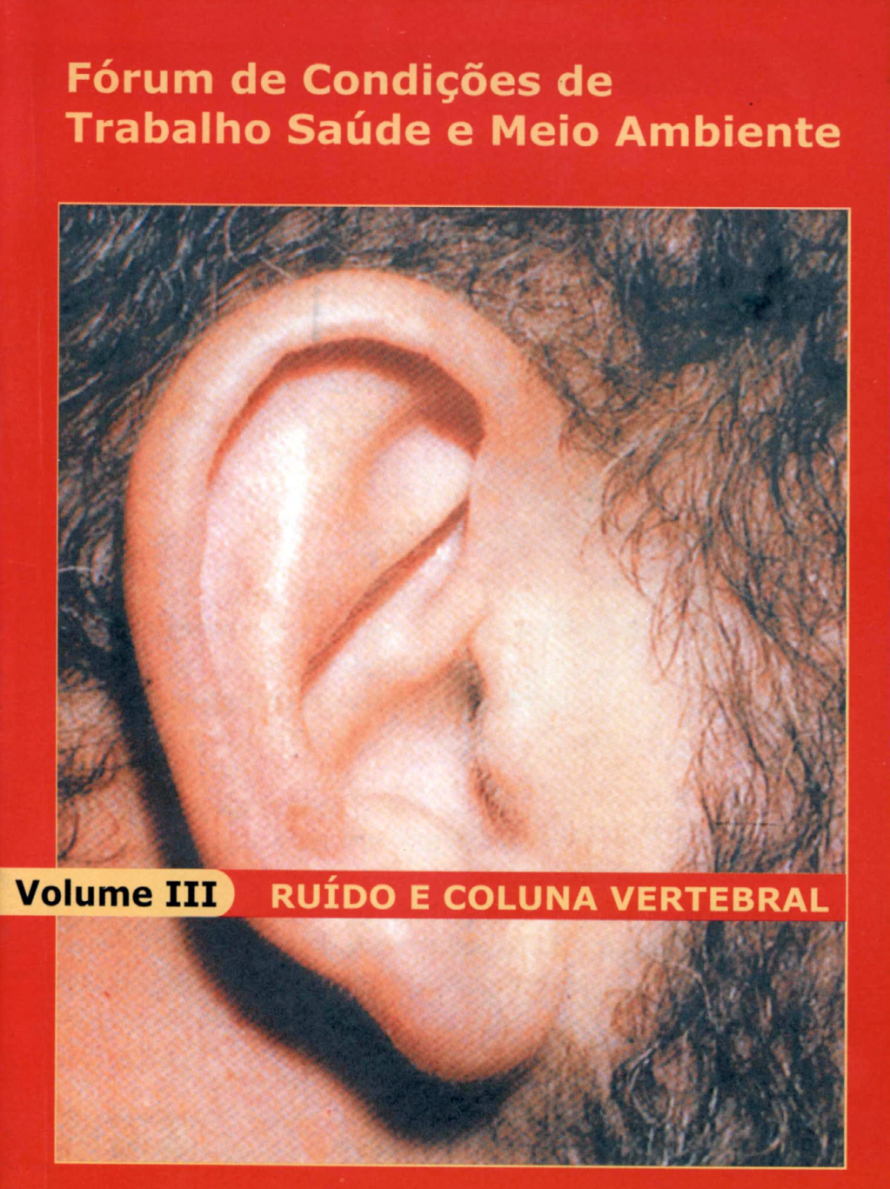 Fórum de Condições de
Trabalho Saúde e Meio Ambiente
Volume III RUÍDO E COLUNA VERTEBRAL